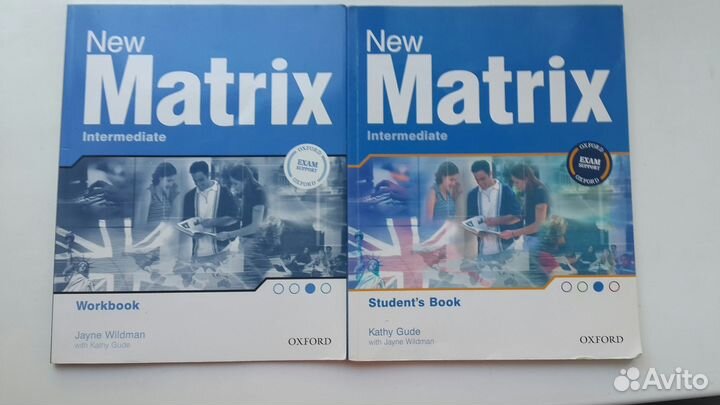 New
Matrix
Intermediate
OXFORD
EXAM
SUPPORT
OXFORD
Workbook
Jayne Wildman
with Kathy Gude
OXFORD
New
Matrix
Intermediate
OXFORD
EXAM
SUPPORT
OXFORD
Student's Book
Kathy Gude
with Jayne Wildman
OXFORD
Avito